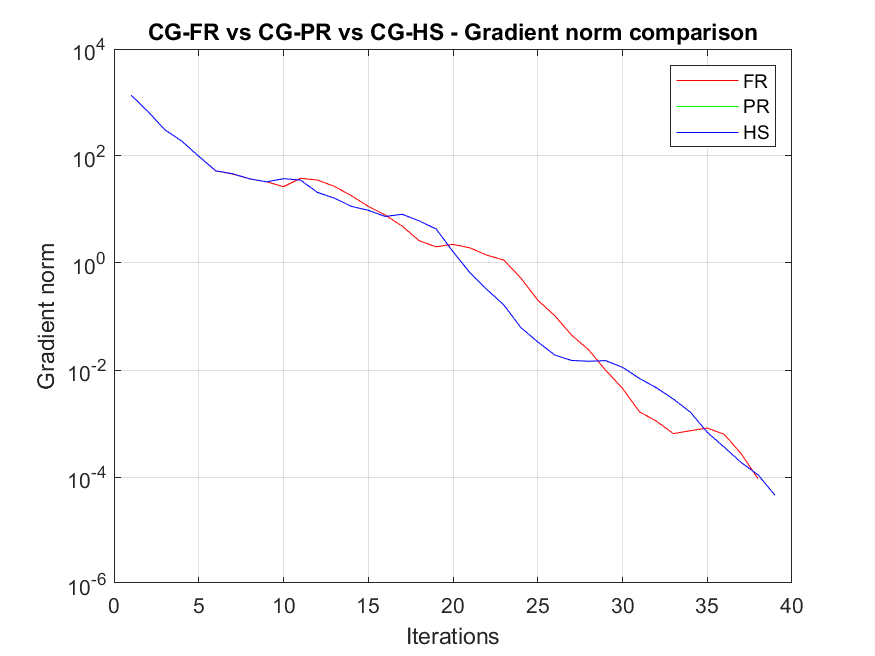 CG-FR vs CG-PR vs CG-HS - Gradient norm comparison
FR
PR
HS
Gradient norm
10^4
10^2
10^0
10^-2
10^-4
10^-6
0 5 10 15 20 25 30 35 40
Iterations